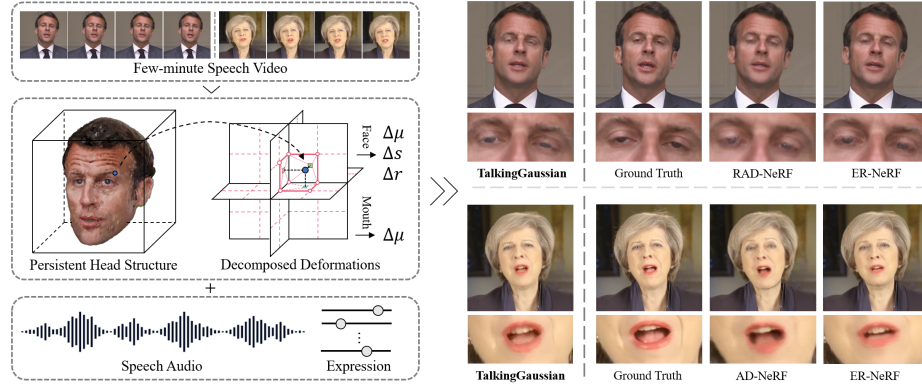 Few-minute Speech Video
Face
Δμ
Δs
Δr
Mouth
Δμ
Persistent Head Structure
Decomposed Deformations
+
Speech Audio
Expression
TalkingGaussian
Ground Truth
RAD-NeRF
ER-NeRF
TalkingGaussian
Ground Truth
AD-NeRF
ER-NeRF